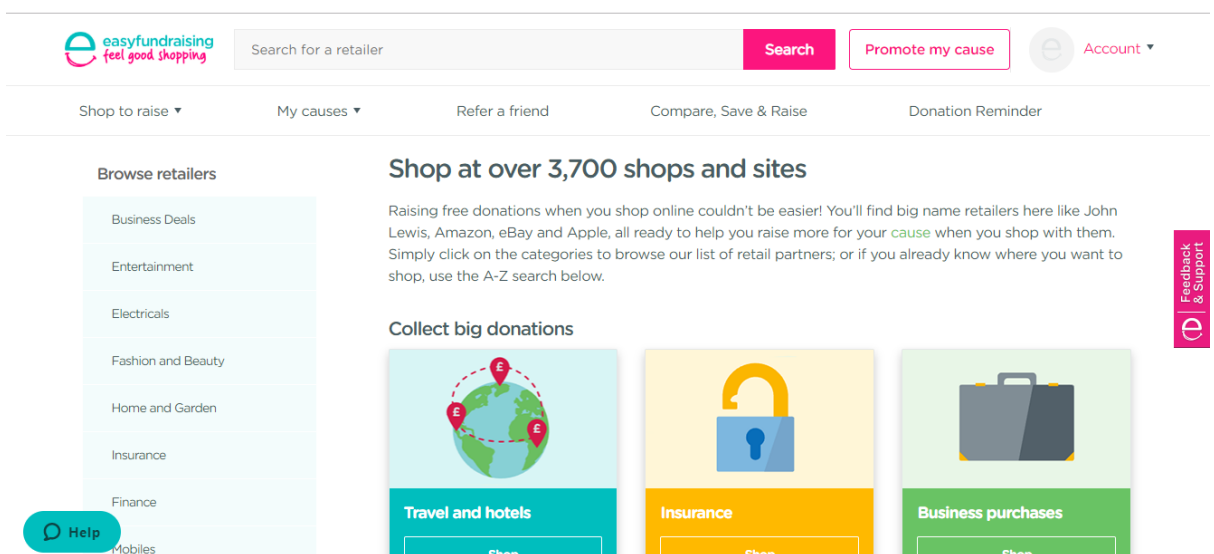 easyfundraising
feel good shopping
Search for a retailer
Search
Promote my cause
Account
Shop to raise
My causes
Refer a friend
Compare, Save & Raise
Donation Reminder
Browse retailers
Business Deals
Entertainment
Electricals
Fashion and Beauty
Home and Garden
Insurance
Finance
Mobiles
Help
Shop at over 3,700 shops and sites
Raising free donations when you shop online couldn't be easier! You'll find big name retailers here like John
Lewis, Amazon, eBay and Apple, all ready to help you raise more for your cause when you shop with them.
Simply click on the categories to browse our list of retail partners; or if you already know where you want to
shop, use the A-Z search below.
Collect big donations
£
£
£
Travel and hotels
Shop
Insurance
Shop
Business purchases
Shop
Feedback
& Support